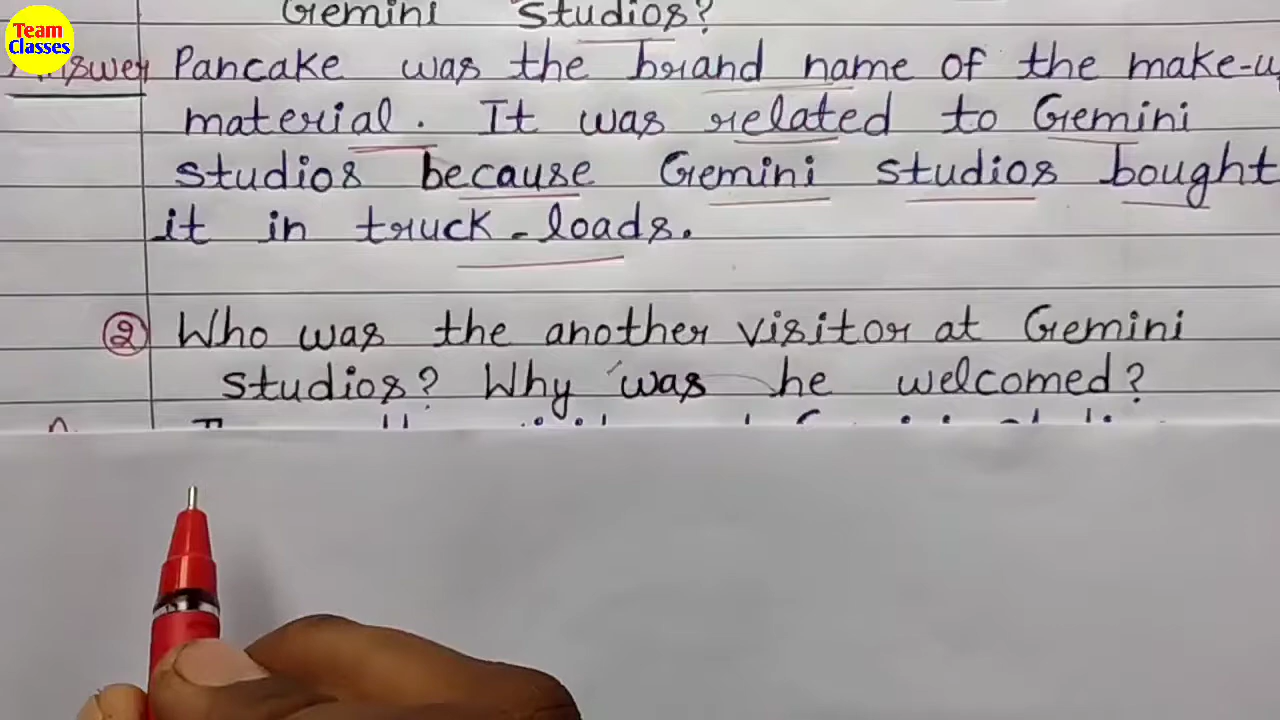 Gemini studios?
Team
Classes
Answer Pancake was the brand name of the make-u
material. It was related to Gemini
studios because Gemini studios bought
it in truck-loads.
② Who was the another visitor at Gemini
studios? Why was he welcomed?